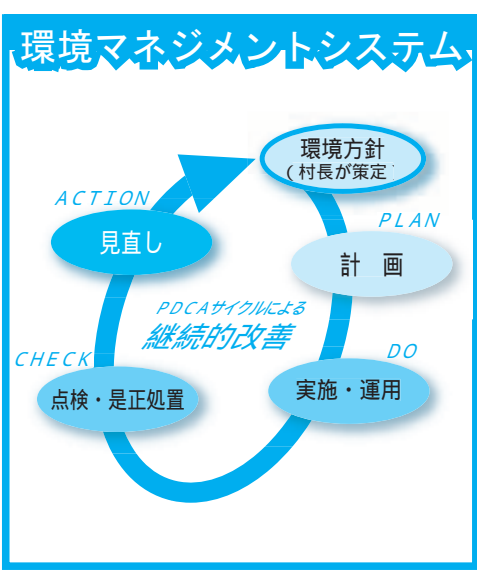 環境マネジメントシステム
環境方針
(村長が策定
PLAN
計 画
DO
実施・運用
CHECK
点検・是正処置
ACTION
見直し
PDCAサイクルによる
継続的改善